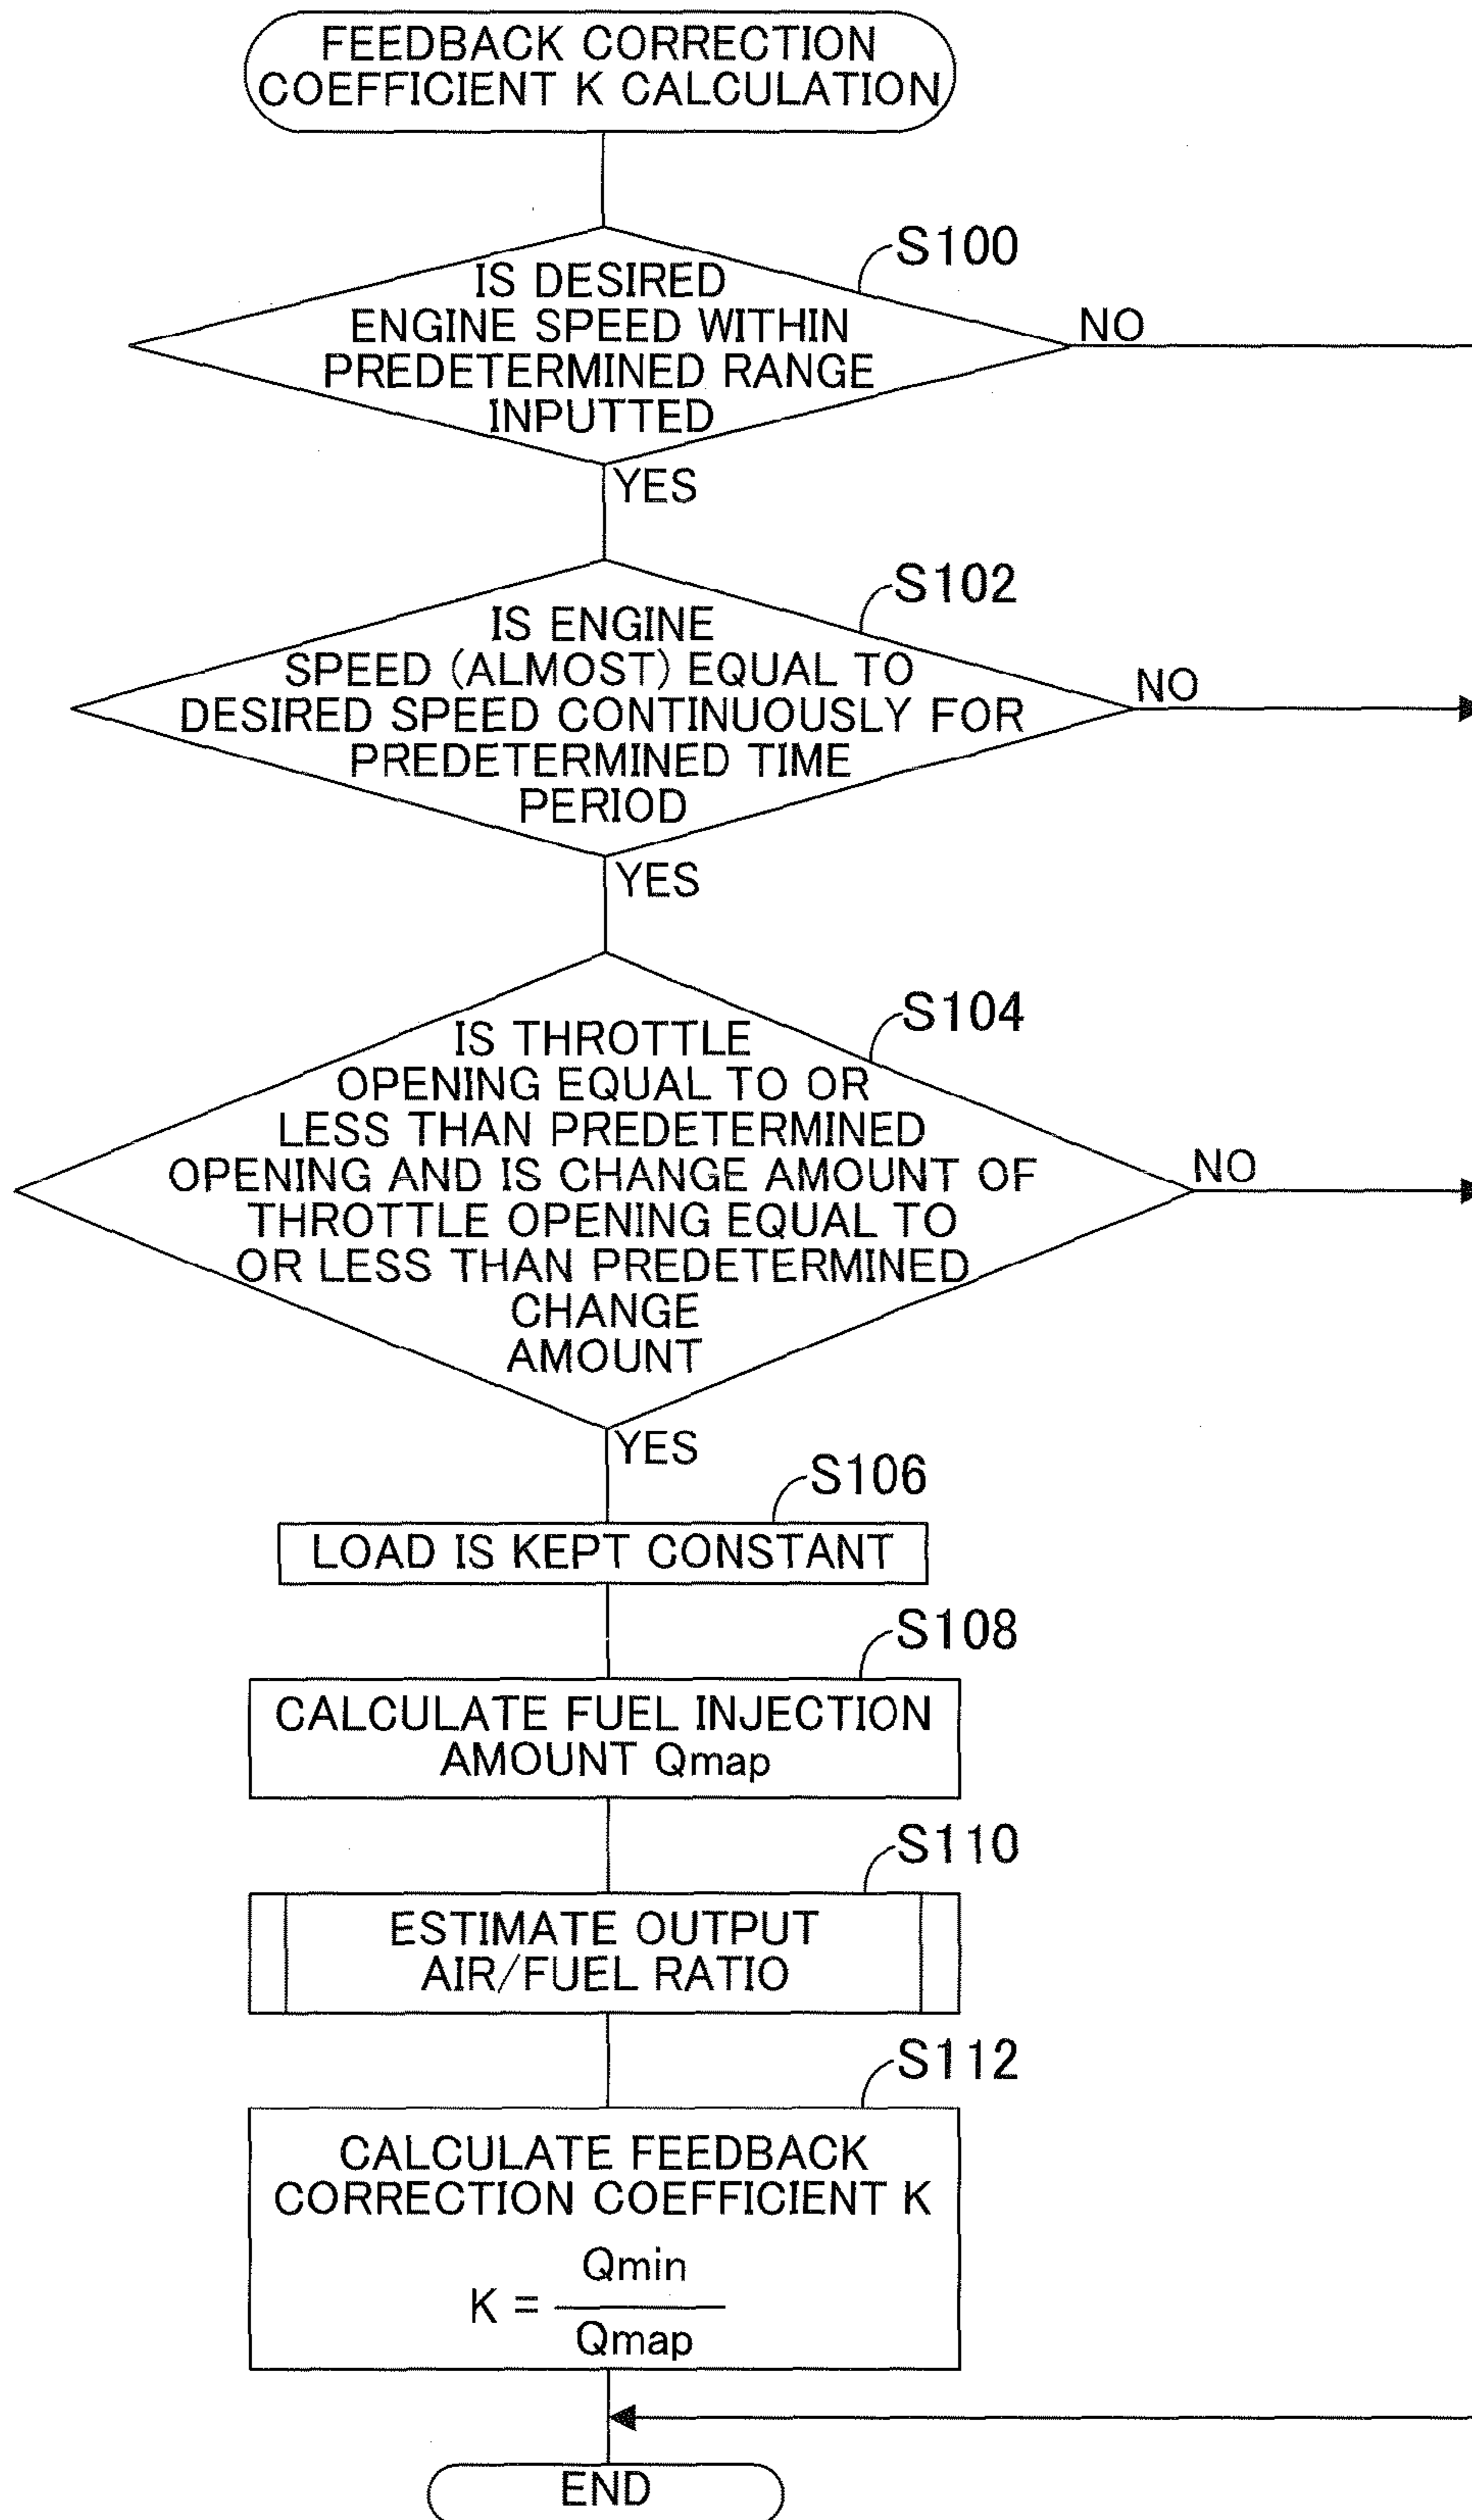 FEEDBACK CORRECTION
COEFFICIENT K CALCULATION
S100
IS DESIRED
ENGINE SPEED WITHIN
PREDETERMINED RANGE
INPUTTED
NO
YES
S102
IS ENGINE
SPEED (ALMOST) EQUAL TO
DESIRED SPEED CONTINUOUSLY FOR
PREDETERMINED TIME
PERIOD
NO
YES
S104
IS THROTTLE
OPENING EQUAL TO OR
LESS THAN PREDETERMINED
OPENING AND IS CHANGE AMOUNT OF
THROTTLE OPENING EQUAL TO
OR LESS THAN PREDETERMINED
CHANGE
AMOUNT
NO
YES
S106
LOAD IS KEPT CONSTANT
S108
CALCULATE FUEL INJECTION
AMOUNT Qmap
S110
ESTIMATE OUTPUT
AIR/FUEL RATIO
S112
CALCULATE FEEDBACK
CORRECTION COEFFICIENT K
Qmin
K =
Qmap
END